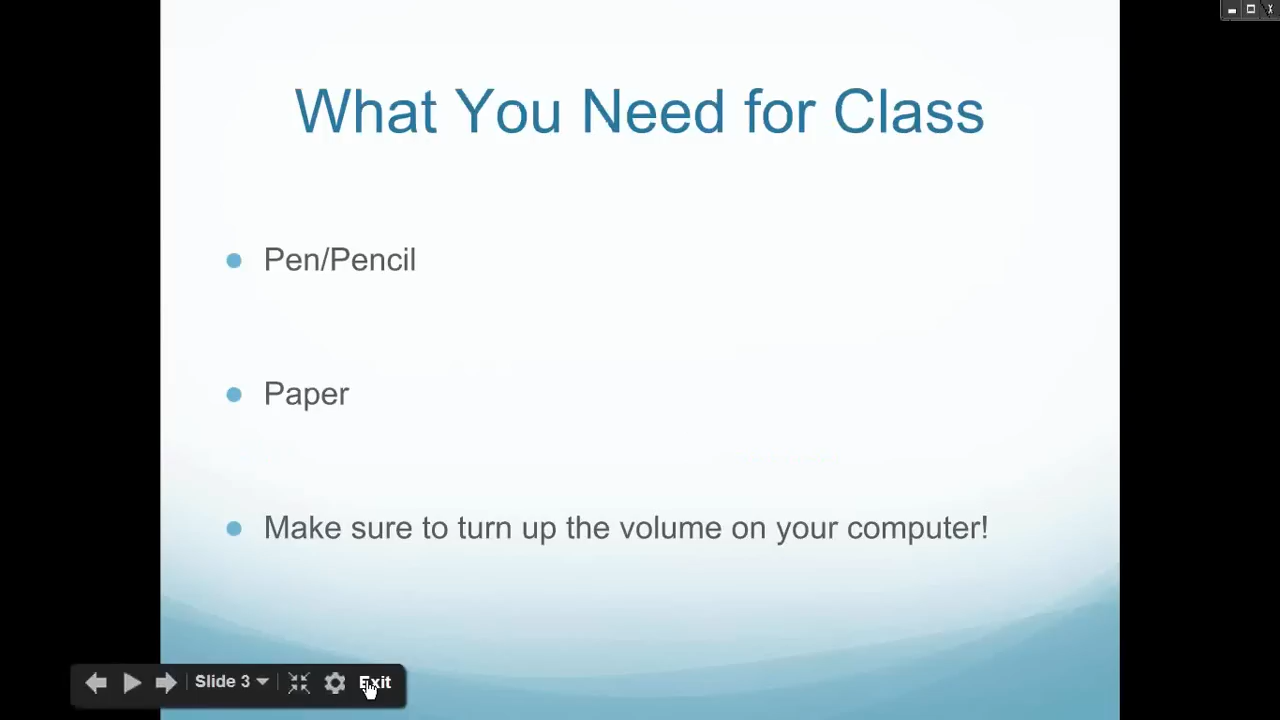 What You Need for Class
Pen/Pencil
Paper
Make sure to turn up the volume on your computer!
Slide 3
Exit